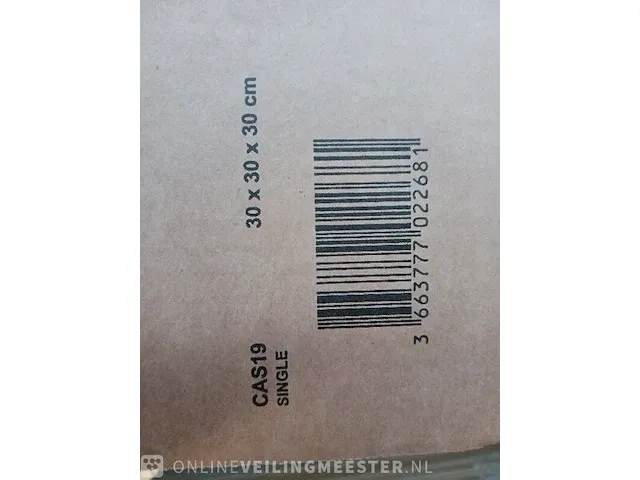 CAS19
SINGLE
30 x 30 x 30 cm
3 663777 022681
ONLINEVEILINGMEESTER.NL